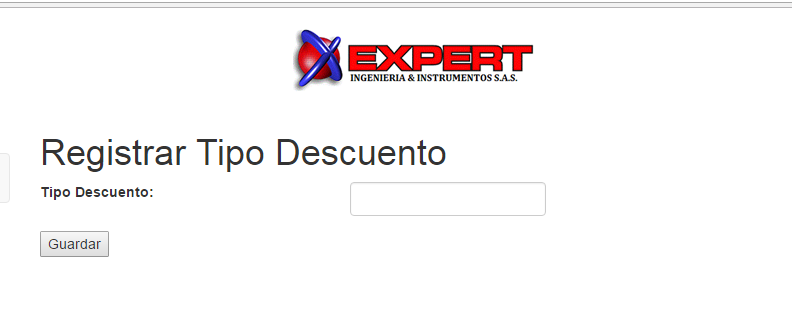 EXPERT
INGENIERIA & INSTRUMENTOS S.A.S.
Registrar Tipo Descuento
Tipo Descuento:
Guardar